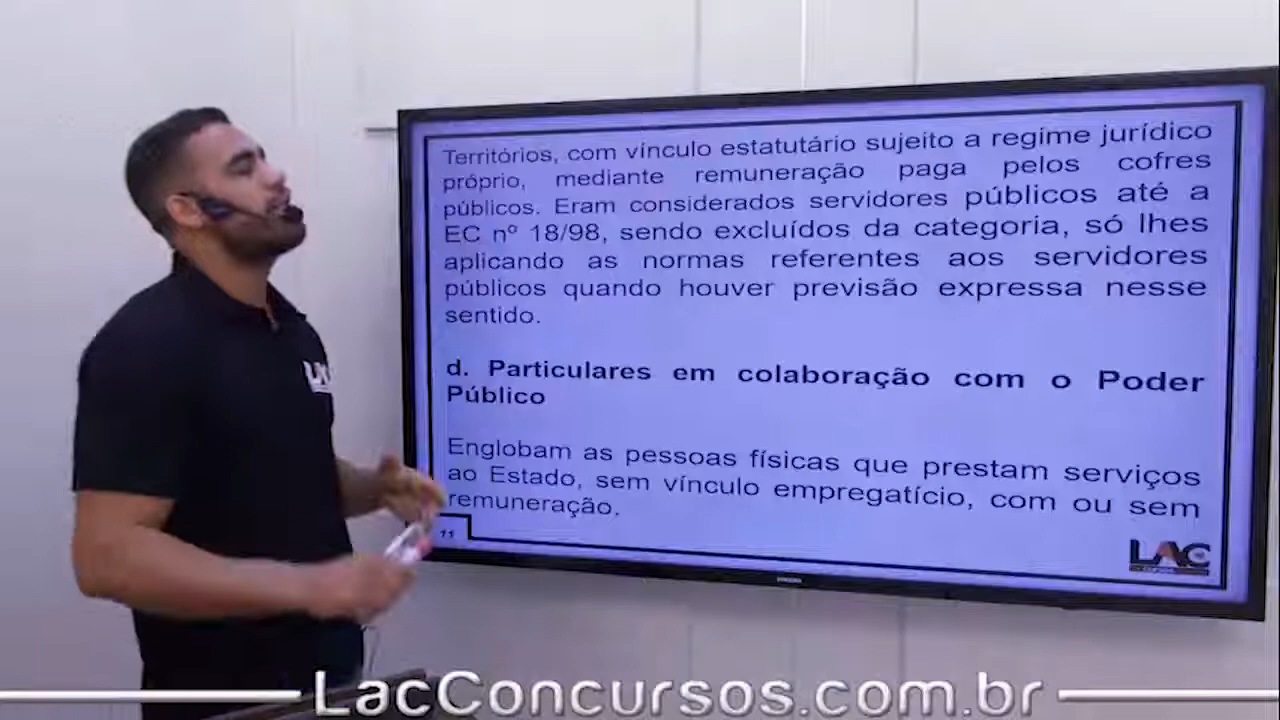 Territórios, com vínculo estatutário sujeito a regime jurídico
próprio, mediante remuneração paga pelos cofres
públicos. Eram considerados servidores públicos até a
EC nº 18/98, sendo excluídos da categoria, só lhes
aplicando as normas referentes aos servidores
públicos quando houver previsão expressa nesse
sentido.
d. Particulares em colaboração com o Poder
Público
Englobam as pessoas físicas que prestam serviços
ao Estado, sem vínculo empregatício, com ou sem
remuneração.
11
LAC
LacConcursos.com.br